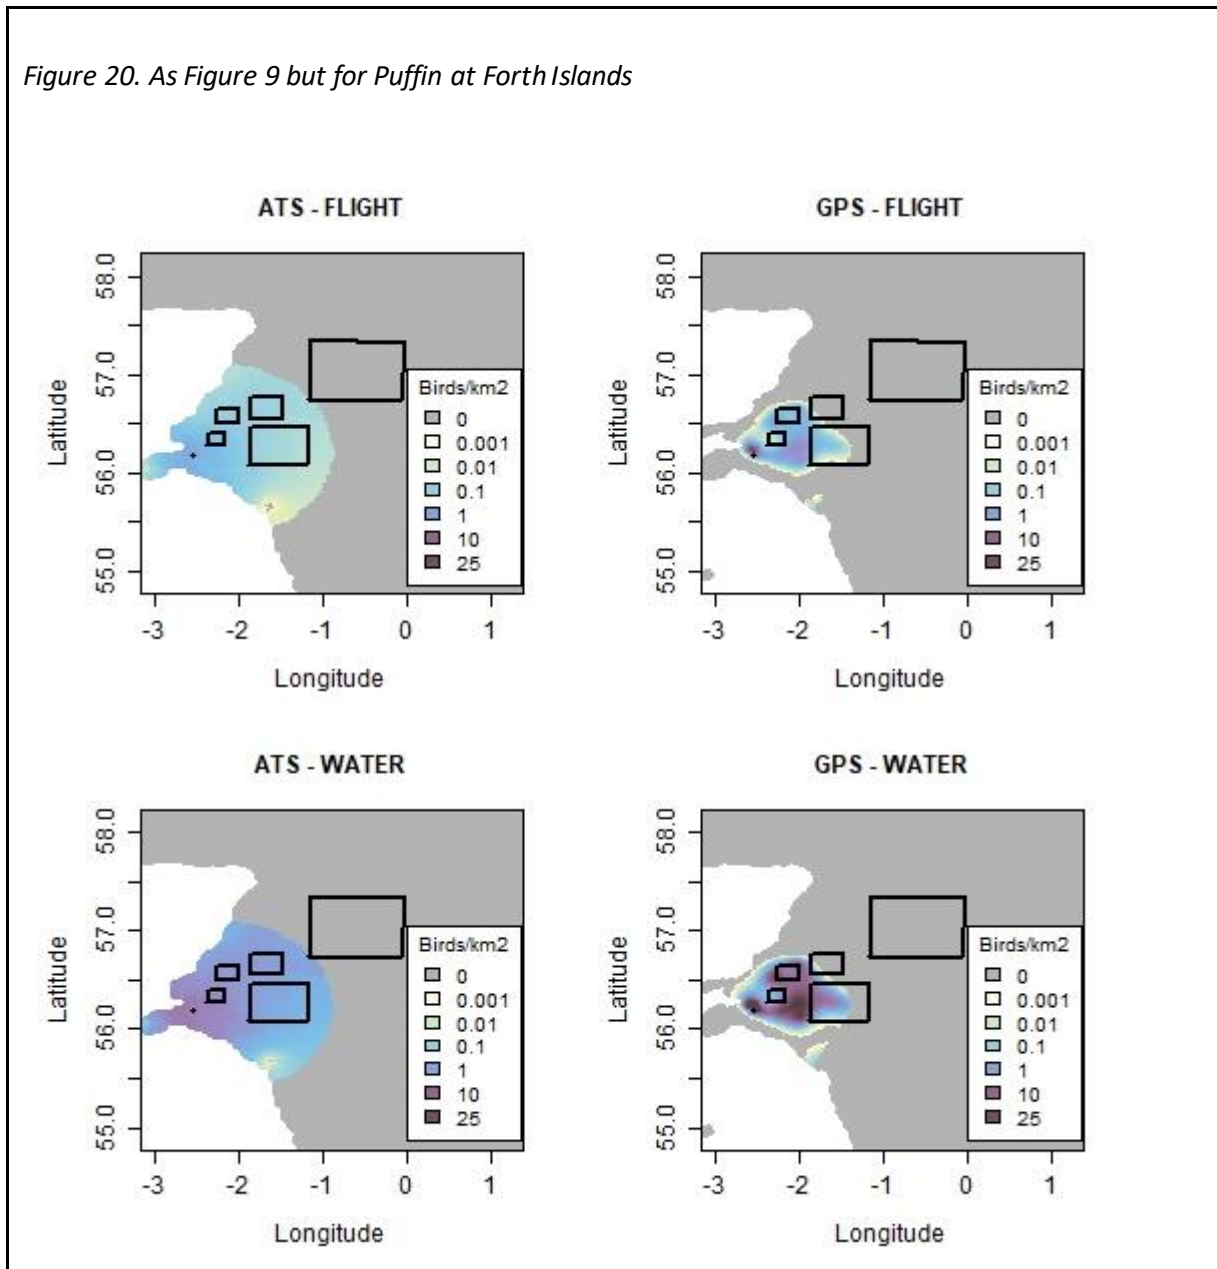 Figure 20. As Figure 9 but for Puffin at Forth Islands
ATS - FLIGHT
58.0
57.0
56.0
55.0
Latitude
Birds/km2
0
0.001
0.01
0.1
1
10
25
-3 -2 -1 0 1
Longitude
GPS - FLIGHT
58.0
57.0
56.0
55.0
Latitude
Birds/km2
0
0.001
0.01
0.1
1
10
25
-3 -2 -1 0 1
Longitude
ATS - WATER
58.0
57.0
56.0
55.0
Latitude
Birds/km2
0
0.001
0.01
0.1
1
10
25
-3 -2 -1 0 1
Longitude
GPS - WATER
58.0
57.0
56.0
55.0
Latitude
Birds/km2
0
0.001
0.01
0.1
1
10
25
-3 -2 -1 0 1
Longitude